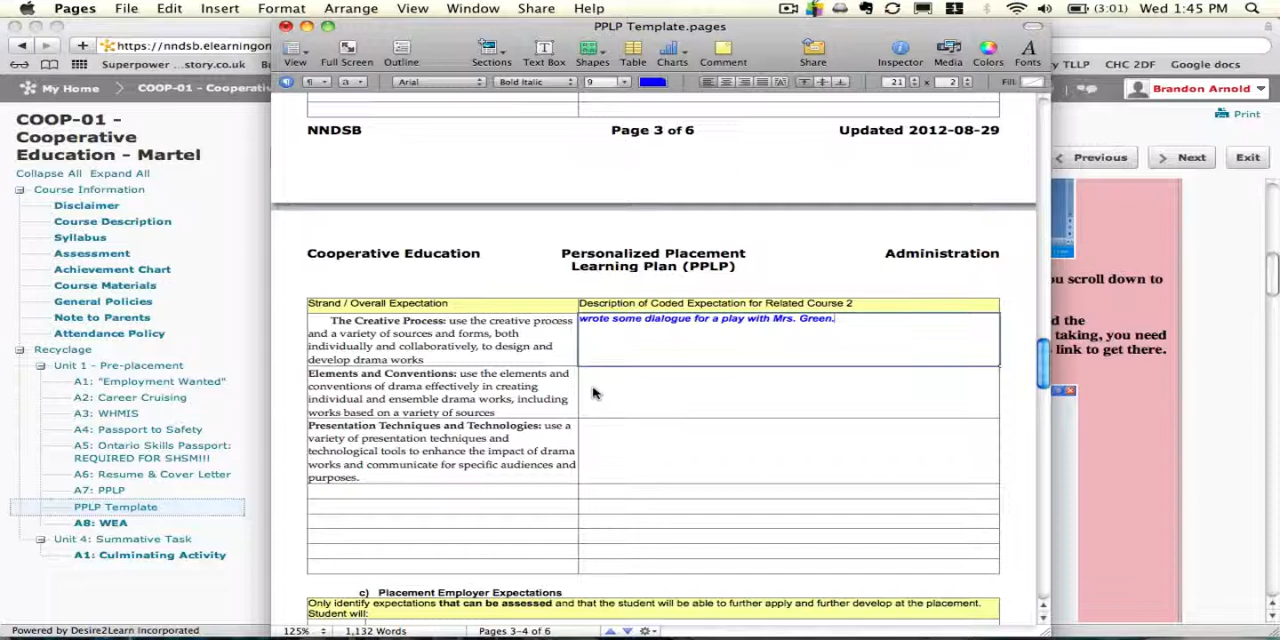 Pages File Edit Insert Format Arrange View Window Share Help (3:01) Wed 1:45 PM
PPLP Template.pages
https://nndsb.elearningon
View Full Screen Outline Sections Text Box Shapes Table Charts Comment Share Inspector Media Colors Fonts
Superpower ...story.co.uk TLLP CHC 2DF Google docs
Arial Bold Italic 9 21 x 2 Fill:
My Home COOP-01 - Cooperativ Brandon Arnold
Print
COOP-01 -
Cooperative
Education - Martel
Collapse All Expand All
Course Information
Disclaimer
Course Description
Syllabus
Assessment
Achievement Chart
Course Materials
General Policies
Note to Parents
Attendance Policy
Recyclage
Unit 1 - Pre-placement
A1: "Employment Wanted"
A2: Career Cruising
A3: WHMIS
A4: Passport to Safety
A5: Ontario Skills Passport:
REQUIRED FOR SHSM!!!
A6: Resume & Cover Letter
A7: PPLP
PPLP Template
A8: WEA
Unit 4: Summative Task
A1: Culminating Activity
Powered by Desire2Learn Incorporated
NNDSB Page 3 of 6 Updated 2012-08-29
Cooperative Education Personalized Placement Administration
Learning Plan (PPLP)
Strand / Overall Expectation Description of Coded Expectation for Related Course 2
The Creative Process: use the creative process
and a variety of sources and forms, both
individually and collaboratively, to design and
develop drama works
wrote some dialogue for a play with Mrs. Green.
Elements and Conventions: use the elements and
conventions of drama effectively in creating
individual and ensemble drama works, including
works based on a variety of sources
Presentation Techniques and Technologies: use a
variety of presentation techniques and
technological tools to enhance the impact of drama
works and communicate for specific audiences and
purposes.
c) Placement Employer Expectations
Only identify expectations that can be assessed and that the student will be able to further apply and further develop at the placement.
Student will:
125% 1,132 Words Pages 3-4 of 6
Previous Next Exit
ou scroll down to
d the
taking, you need
link to get there.